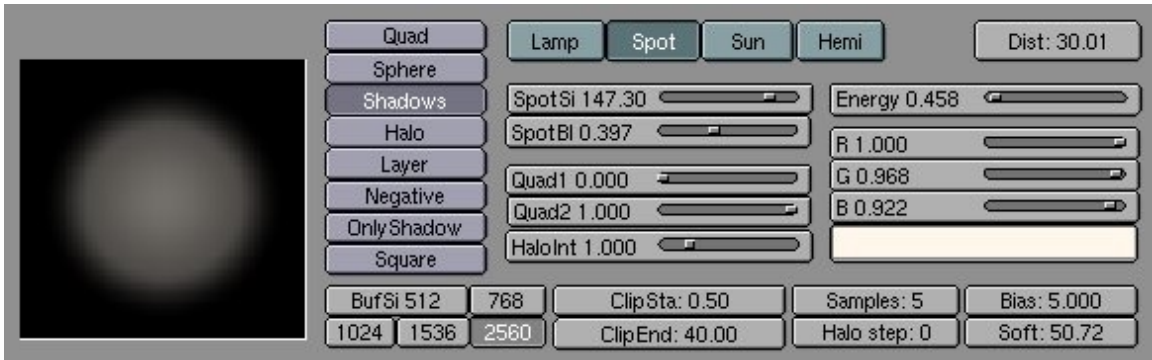 Quad
Sphere
Shadows
Halo
Layer
Negative
OnlyShadow
Square
Lamp Spot Sun Hemi
Dist: 30.01
SpotSi 147.30
SpotBl 0.397
Quad1 0.000
Quad2 1.000
HaloInt 1.000
Energy 0.458
R 1.000
G 0.968
B 0.922
BufSi 512 768 ClipSta: 0.50 Samples: 5 Bias: 5.000
1024 1536 2560 ClipEnd: 40.00 Halo step: 0 Soft: 50.72